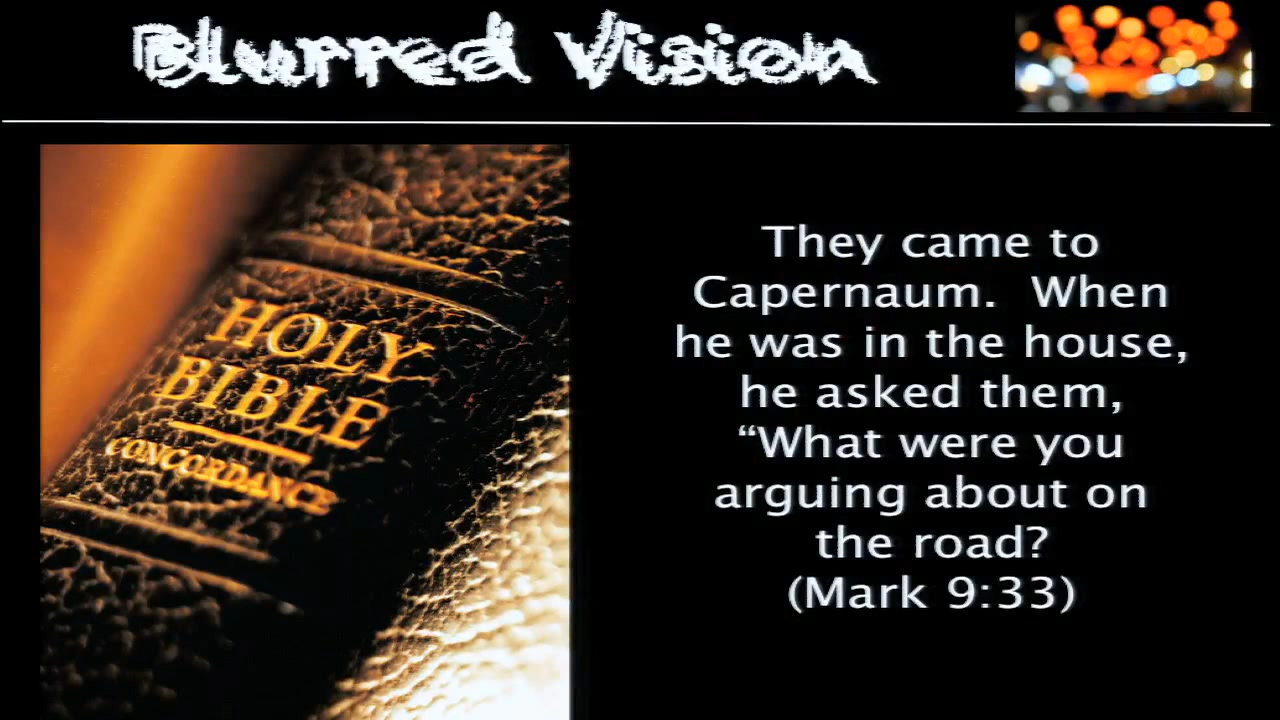 Blurred Vision
HOLY
BIBLE
CONCORDANCE
They came to
Capernaum.  When
he was in the house,
he asked them,
“What were you
arguing about on
the road?
(Mark 9:33)